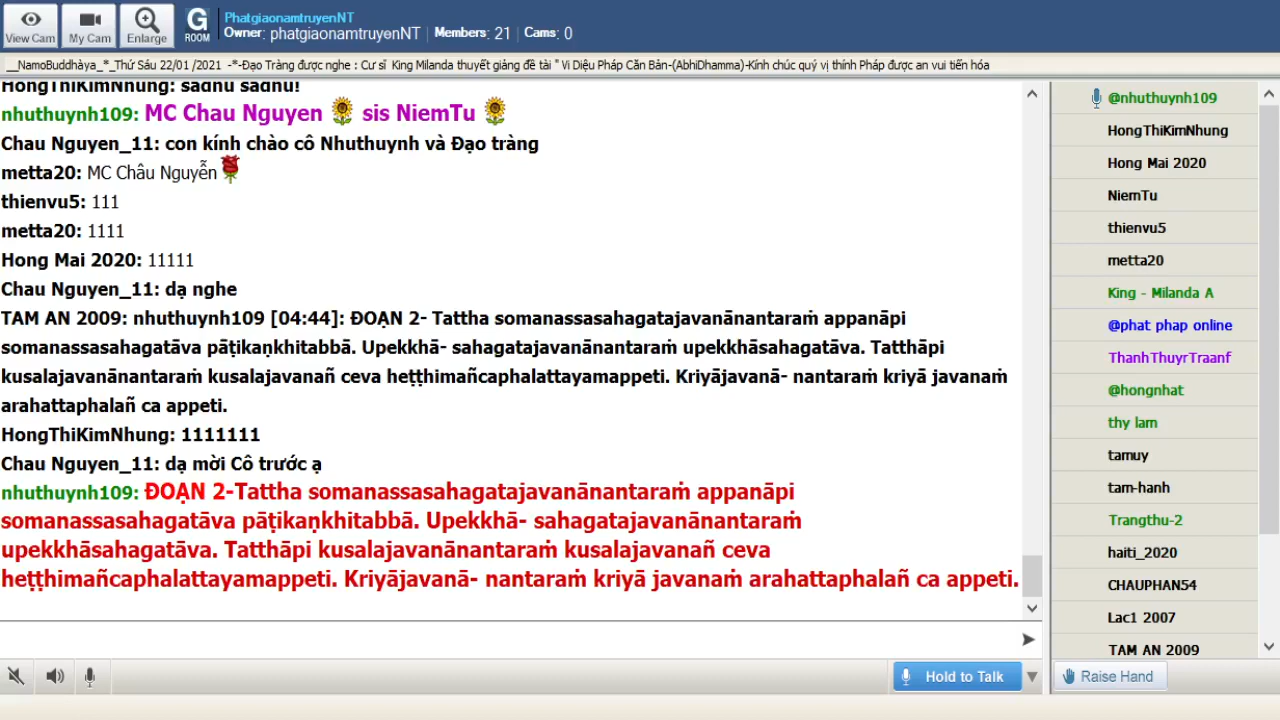 View Cam
My Cam
Enlarge
G
ROOM
PhatgiaonamtruyenNT
Owner: phatgiaonamtruyenNT | Members: 21 | Cams: 0
__NamoBuddhàya_*_Thứ Sáu 22/01 /2021 -*-Đạo Tràng được nghe : Cư sĩ King Milanda thuyết giảng đề tài " Vi Diệu Pháp Căn Bản-(AbhiDhamma)-Kính chúc quý vị thính Pháp được an vui tiến hóa
HongThiKimNhung: sadhu sadhu!
nhuthuynh109: MC Chau Nguyen 🌻 sis NiemTu 🌻
Chau Nguyen_11: con kính chào cô Nhuthuynh và Đạo tràng
metta20: MC Châu Nguyễn 🌹
thienvu5: 111
metta20: 1111
Hong Mai 2020: 11111
Chau Nguyen_11: dạ nghe
TAM AN 2009: nhuthuynh109 [04:44]: ĐOẠN 2- Tattha somanassasahagatajavanānantaraṁ appanāpi
somanassasahagatāva pāṭikaṇkhitabbā. Upekkhā- sahagatajavanānantaraṁ upekkhāsahagatāva. Tatthāpi
kusalajavanānantaraṁ kusalajavanañ ceva heṭṭhimañcaphalattayamappeti. Kriyājavanā- nantaraṁ kriyā javanaṁ
arahattaphalañ ca appeti.
HongThiKimNhung: 1111111
Chau Nguyen_11: dạ mời Cô trước ạ
nhuthuynh109: ĐOẠN 2-Tattha somanassasahagatajavanānantaraṁ appanāpi
somanassasahagatāva pāṭikaṇkhitabbā. Upekkhā- sahagatajavanānantaraṁ
upekkhāsahagatāva. Tatthāpi kusalajavanānantaraṁ kusalajavanañ ceva
heṭṭhimañcaphalattayamappeti. Kriyājavanā- nantaraṁ kriyā javanaṁ arahattaphalañ ca appeti.
Hold to Talk
@nhuthuynh109
HongThiKimNhung
Hong Mai 2020
NiemTu
thienvu5
metta20
King - Milanda A
@phat phap online
ThanhThuyrTraanf
@hongnhat
thy lam
tamuy
tam-hanh
Trangthu-2
haiti_2020
CHAUPHAN54
Lac1 2007
TAM AN 2009
Raise Hand